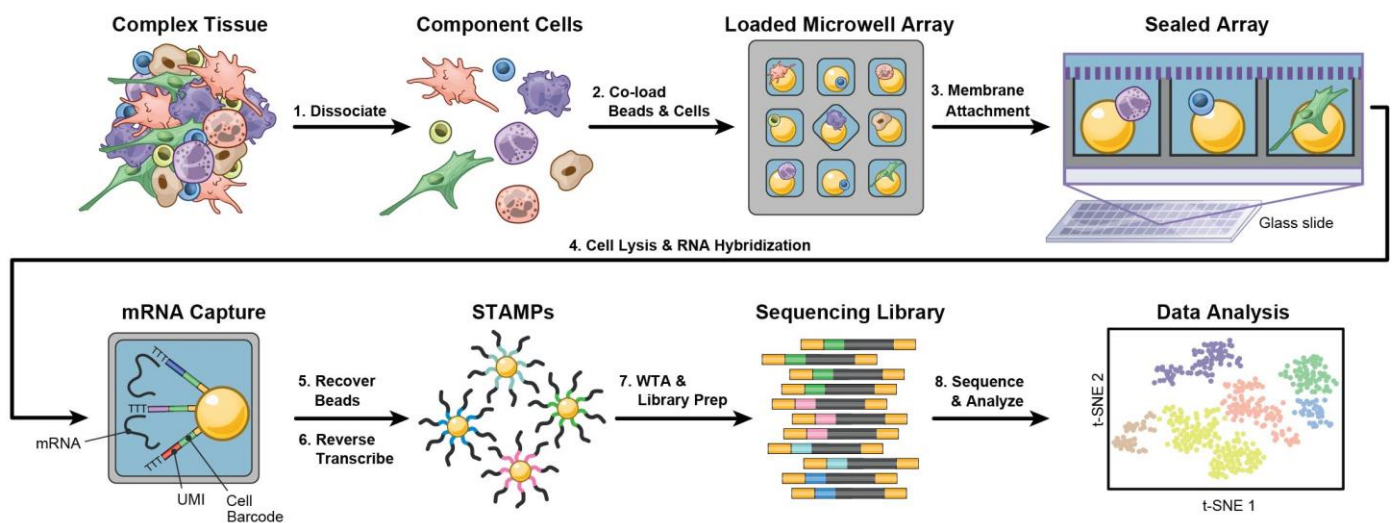 Complex Tissue
Component Cells
Loaded Microwell Array
Sealed Array
1. Dissociate
2. Co-load
Beads & Cells
3. Membrane
Attachment
Glass slide
4. Cell Lysis & RNA Hybridization
mRNA Capture
STAMPs
Sequencing Library
Data Analysis
TTT
TTT
TTT
mRNA
UMI
Cell
Barcode
5. Recover
Beads
6. Reverse
Transcribe
7. WTA &
Library Prep
8. Sequence
& Analyze
t-SNE 2
t-SNE 1